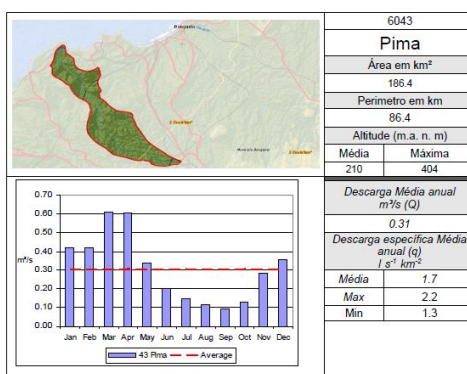 6043
Pima
Área em km²
186.4
Perimetro em km
86.4
Altitude (m.a. n. m)
Média Máxima
210 404
Descarga Média anual
m³/s (Q)
0.31
Descarga específica Média
anual (q)
l s⁻¹ km⁻²
Média 1.7
Max 2.2
Min 1.3
0.70
0.60
0.50
0.40
m³/s
0.30
0.20
0.10
0.00
Jan Feb Mar Apr May Jun Jul Aug Sep Oct Nov Dec
43 Pima Average